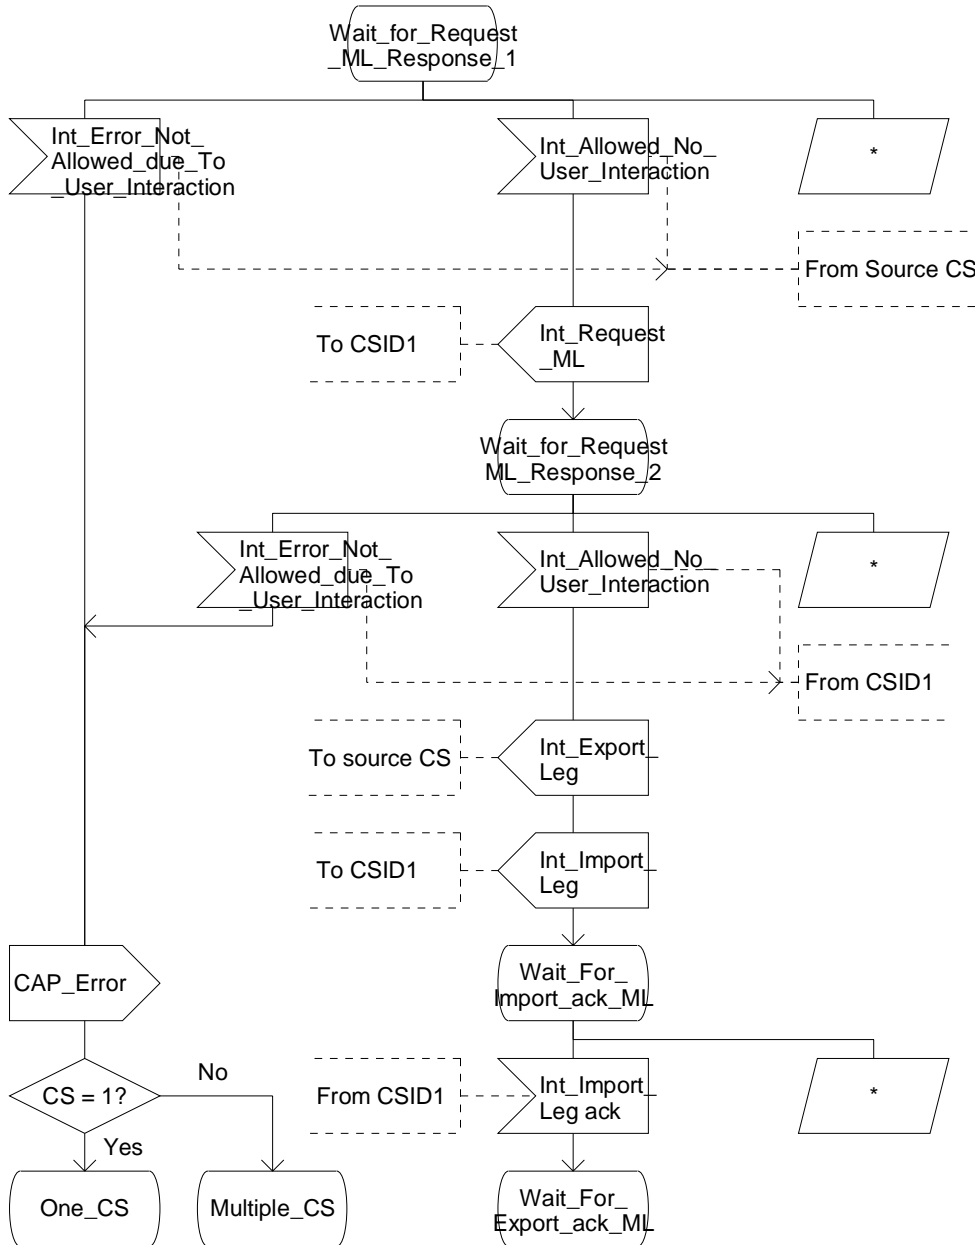 Wait_for_Request
_ML_Response_1
Int_Error_Not_
Allowed_due_To
_User_Interaction
Int_Allowed_No_
User_Interaction
*
From Source CS
To CSID1
Int_Request
_ML
Wait_for_Request
ML_Response_2
Int_Error_Not_
Allowed_due_To
_User_Interaction
Int_Allowed_No_
User_Interaction
*
From CSID1
To source CS
Int_Export_
Leg
To CSID1
Int_Import_
Leg
CAP_Error
Wait_For_
Import_ack_ML
CS = 1?
No
Yes
From CSID1
Int_Import_
Leg ack
*
One_CS
Multiple_CS
Wait_For_
Export_ack_ML